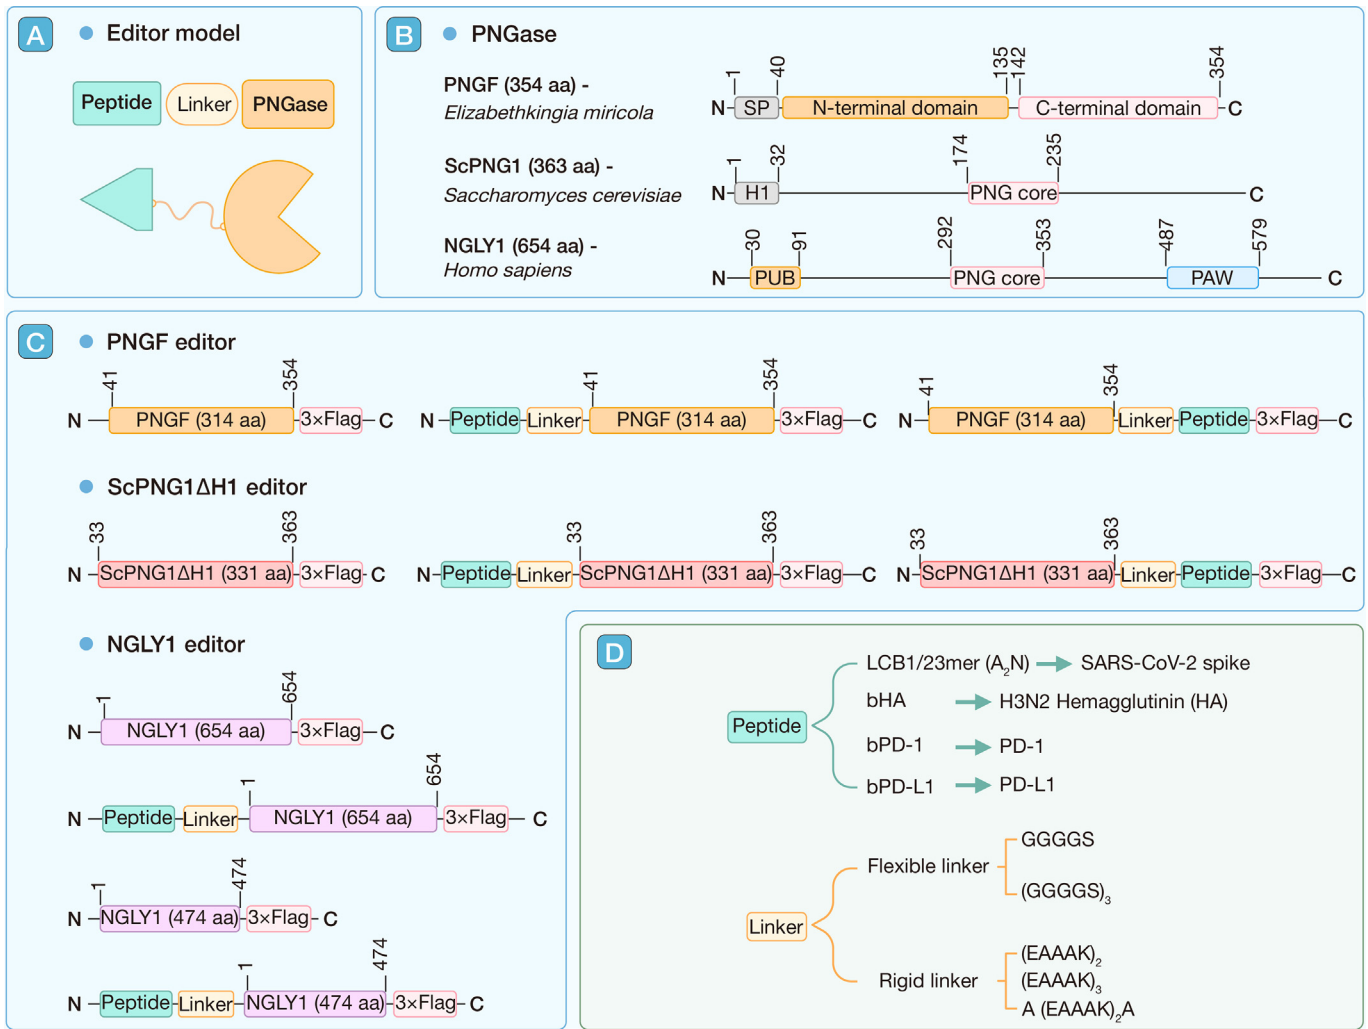 A
Editor model
Peptide Linker PNGase
B
PNGase
PNGF (354 aa) -
Elizabethkingia miricola
1 40 135 142 354
N SP N-terminal domain C-terminal domain C
ScPNG1 (363 aa) -
Saccharomyces cerevisiae
1 32 174 235
N H1 PNG core C
NGLY1 (654 aa) -
Homo sapiens
30 91 292 353 487 579
N PUB PNG core PAW C
C
PNGF editor
41 354
N PNGF (314 aa) 3×Flag C
41 354
N Peptide Linker PNGF (314 aa) 3×Flag C
41 354
N PNGF (314 aa) Linker Peptide 3×Flag C
ScPNG1ΔH1 editor
33 363
N ScPNG1ΔH1 (331 aa) 3×Flag C
33 363
N Peptide Linker ScPNG1ΔH1 (331 aa) 3×Flag C
33 363
N ScPNG1ΔH1 (331 aa) Linker Peptide 3×Flag C
NGLY1 editor
1 654
N NGLY1 (654 aa) 3×Flag C
1 654
N Peptide Linker NGLY1 (654 aa) 3×Flag C
1 474
N NGLY1 (474 aa) 3×Flag C
1 474
N Peptide Linker NGLY1 (474 aa) 3×Flag C
D
Peptide
LCB1/23mer (A₂N) SARS-CoV-2 spike
bHA H3N2 Hemagglutinin (HA)
bPD-1 PD-1
bPD-L1 PD-L1
Linker
Flexible linker
GGGGS
(GGGGS)₃
Rigid linker
(EAAAK)₂
(EAAAK)₃
A (EAAAK)₂A